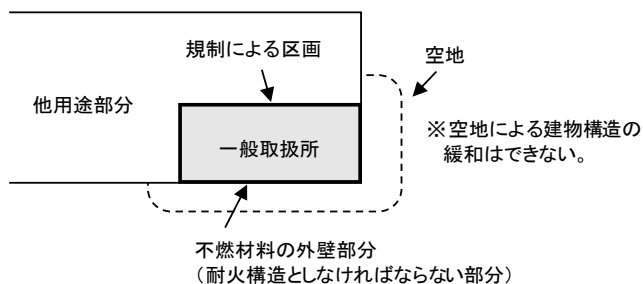 規制による区画
空地
他用途部分
一般取扱所
※空地による建物構造の
緩和はできない。
不燃材料の外壁部分
（耐火構造としなければならない部分）